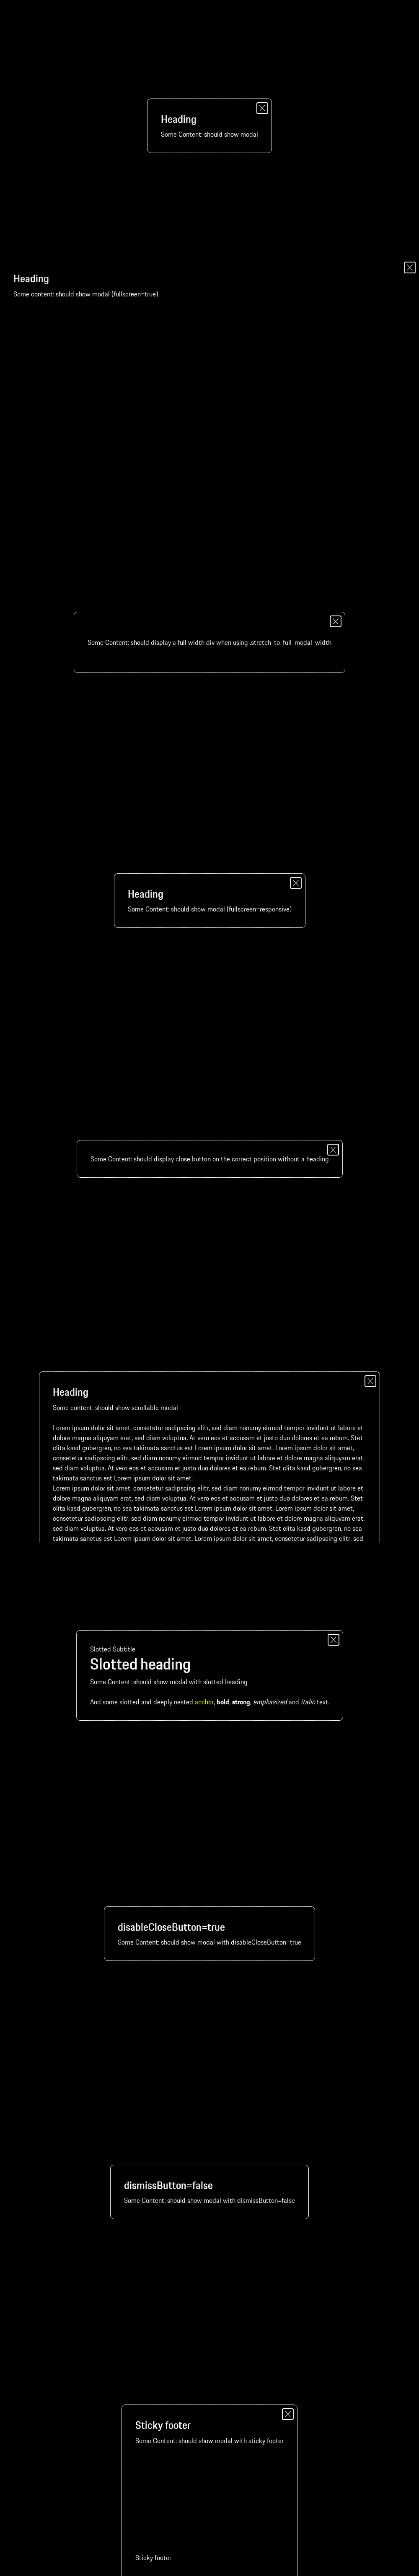 Heading
Some Content: should show modal
Heading
Some content: should show modal (fullscreen=true)
Some Content: should display a full width div when using .stretch-to-full-modal-width
Heading
Some Content: should show modal (fullscreen=responsive)
Some Content: should display close button on the correct position without a heading
Heading
Some content: should show scrollable modal
Lorem ipsum dolor sit amet, consetetur sadipscing elitr, sed diam nonumy eirmod tempor invidunt ut labore et
dolore magna aliquyam erat, sed diam voluptua. At vero eos et accusam et justo duo dolores et ea rebum. Stet
clita kasd gubergren, no sea takimata sanctus est Lorem ipsum dolor sit amet. Lorem ipsum dolor sit amet,
consetetur sadipscing elitr, sed diam nonumy eirmod tempor invidunt ut labore et dolore magna aliquyam erat,
sed diam voluptua. At vero eos et accusam et justo duo dolores et ea rebum. Stet clita kasd gubergren, no sea
takimata sanctus est Lorem ipsum dolor sit amet.
Lorem ipsum dolor sit amet, consetetur sadipscing elitr, sed diam nonumy eirmod tempor invidunt ut labore et
dolore magna aliquyam erat, sed diam voluptua. At vero eos et accusam et justo duo dolores et ea rebum. Stet
clita kasd gubergren, no sea takimata sanctus est Lorem ipsum dolor sit amet. Lorem ipsum dolor sit amet,
consetetur sadipscing elitr, sed diam nonumy eirmod tempor invidunt ut labore et dolore magna aliquyam erat,
sed diam voluptua. At vero eos et accusam et justo duo dolores et ea rebum. Stet clita kasd gubergren, no sea
takimata sanctus est Lorem ipsum dolor sit amet. Lorem ipsum dolor sit amet, consetetur sadipscing elitr, sed
Slotted Subtitle
Slotted heading
Some Content: should show modal with slotted heading
And some slotted and deeply nested anchor, bold, strong, emphasized and italic text.
disableCloseButton=true
Some Content: should show modal with disableCloseButton=true
dismissButton=false
Some Content: should show modal with dismissButton=false
Sticky footer
Some Content: should show modal with sticky footer
Sticky footer